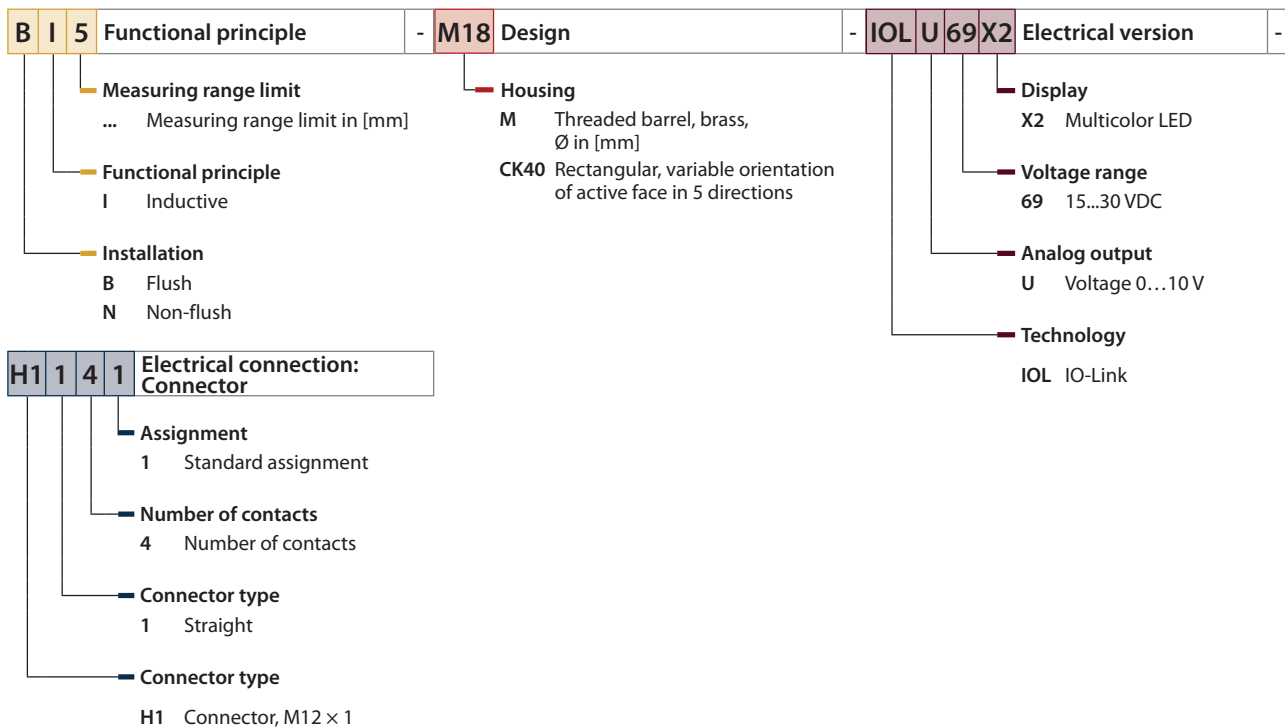 B I 5 Functional principle - M18 Design - IOL U 69 X2 Electrical version -
Measuring range limit
... Measuring range limit in [mm]
Functional principle
I Inductive
Installation
B Flush
N Non-flush
Housing
M Threaded barrel, brass,
Ø in [mm]
CK40 Rectangular, variable orientation
of active face in 5 directions
Display
X2 Multicolor LED
Voltage range
69 15...30 VDC
Analog output
U Voltage 0…10 V
Technology
IOL IO-Link
H1 1 4 1 Electrical connection:
Connector
Assignment
1 Standard assignment
Number of contacts
4 Number of contacts
Connector type
1 Straight
Connector type
H1 Connector, M12 × 1